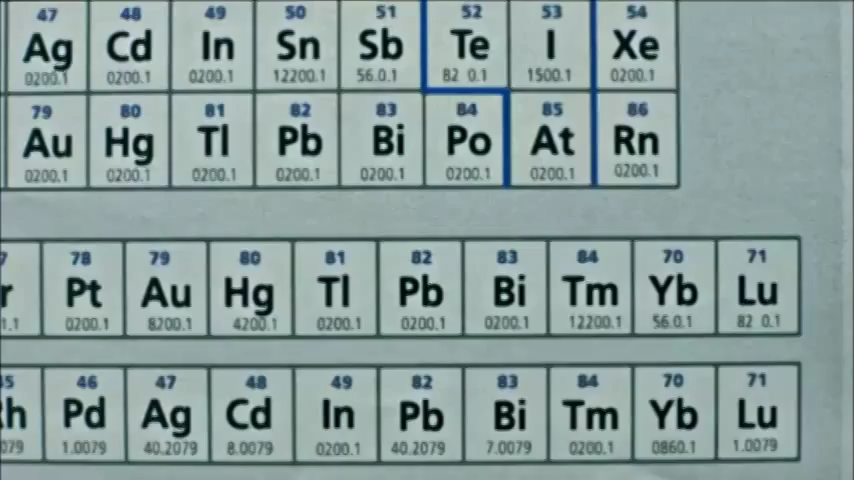 47 48 49 50 51 52 53 54
Ag Cd In Sn Sb Te I Xe
0200.1 0200.1 0200.1 12200.1 56.0.1 82 0.1 1500.1 0200.1
79 80 81 82 83 84 85 86
Au Hg Tl Pb Bi Po At Rn
0200.1 0200.1 0200.1 0200.1 0200.1 0200.1 0200.1 0200.1
7 78 79 80 81 82 83 84 70 71
r Pt Au Hg Tl Pb Bi Tm Yb Lu
1.1 0200.1 8200.1 4200.1 0200.1 0200.1 0200.1 12200.1 56.0.1 82 0.1
45 46 47 48 49 82 83 84 70 71
Rh Pd Ag Cd In Pb Bi Tm Yb Lu
079 1.0079 40.2079 8.0079 0200.1 40.2079 7.0079 0200.1 0860.1 1.0079